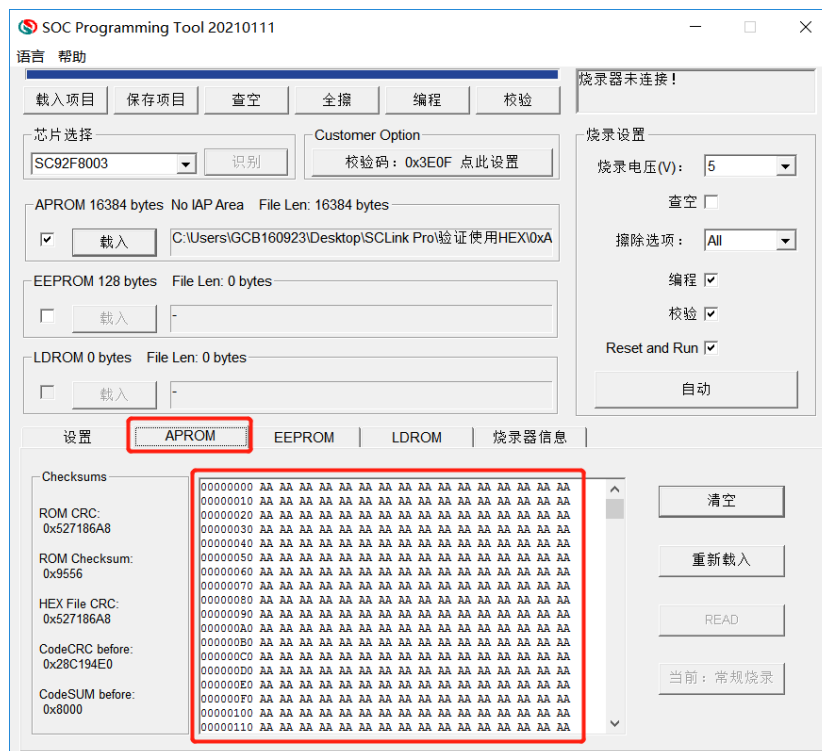 SOC Programming Tool 20210111
语言 帮助
载入项目 保存项目 查空 全擦 编程 校验
烧录器未连接！
芯片选择
SC92F8003 识别
Customer Option
校验码：0x3E0F 点此设置
APROM 16384 bytes No IAP Area File Len: 16384 bytes
载入 C:\Users\GCB160923\Desktop\SCLink Pro\验证使用HEX\0xA
EEPROM 128 bytes File Len: 0 bytes
载入 -
LDROM 0 bytes File Len: 0 bytes
载入 -
烧录设置
烧录电压(V)： 5
查空
擦除选项： All
编程
校验
Reset and Run
自动
设置 APROM EEPROM LDROM 烧录器信息
Checksums
ROM CRC:
0x527186A8
ROM Checksum:
0x9556
HEX File CRC:
0x527186A8
CodeCRC before:
0x28C194E0
CodeSUM before:
0x8000
00000000 AA AA AA AA AA AA AA AA AA AA AA AA AA AA AA AA
00000010 AA AA AA AA AA AA AA AA AA AA AA AA AA AA AA AA
00000020 AA AA AA AA AA AA AA AA AA AA AA AA AA AA AA AA
00000030 AA AA AA AA AA AA AA AA AA AA AA AA AA AA AA AA
00000040 AA AA AA AA AA AA AA AA AA AA AA AA AA AA AA AA
00000050 AA AA AA AA AA AA AA AA AA AA AA AA AA AA AA AA
00000060 AA AA AA AA AA AA AA AA AA AA AA AA AA AA AA AA
00000070 AA AA AA AA AA AA AA AA AA AA AA AA AA AA AA AA
00000080 AA AA AA AA AA AA AA AA AA AA AA AA AA AA AA AA
00000090 AA AA AA AA AA AA AA AA AA AA AA AA AA AA AA AA
000000A0 AA AA AA AA AA AA AA AA AA AA AA AA AA AA AA AA
000000B0 AA AA AA AA AA AA AA AA AA AA AA AA AA AA AA AA
000000C0 AA AA AA AA AA AA AA AA AA AA AA AA AA AA AA AA
000000D0 AA AA AA AA AA AA AA AA AA AA AA AA AA AA AA AA
000000E0 AA AA AA AA AA AA AA AA AA AA AA AA AA AA AA AA
000000F0 AA AA AA AA AA AA AA AA AA AA AA AA AA AA AA AA
00000100 AA AA AA AA AA AA AA AA AA AA AA AA AA AA AA AA
00000110 AA AA AA AA AA AA AA AA AA AA AA AA AA AA AA AA
清空
重新载入
READ
当前：常规烧录